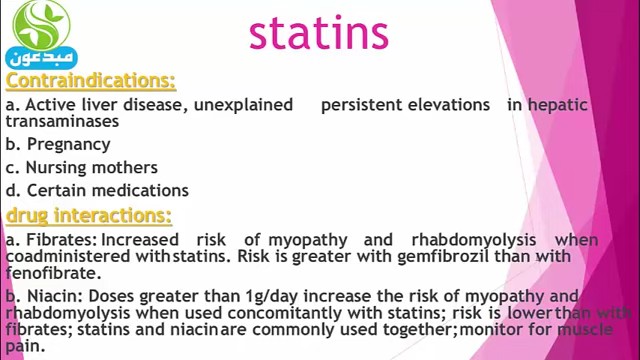 statins
مبدعون
Contraindications:
a. Active liver disease, unexplained persistent elevations in hepatic
transaminases
b. Pregnancy
c. Nursing mothers
d. Certain medications
drug interactions:
a. Fibrates: Increased risk of myopathy and rhabdomyolysis when
coadministered with statins. Risk is greater with gemfibrozil than with
fenofibrate.
b. Niacin: Doses greater than 1g/day increase the risk of myopathy and
rhabdomyolysis when used concomitantly with statins; risk is lower than with
fibrates; statins and niacin are commonly used together; monitor for muscle
pain.